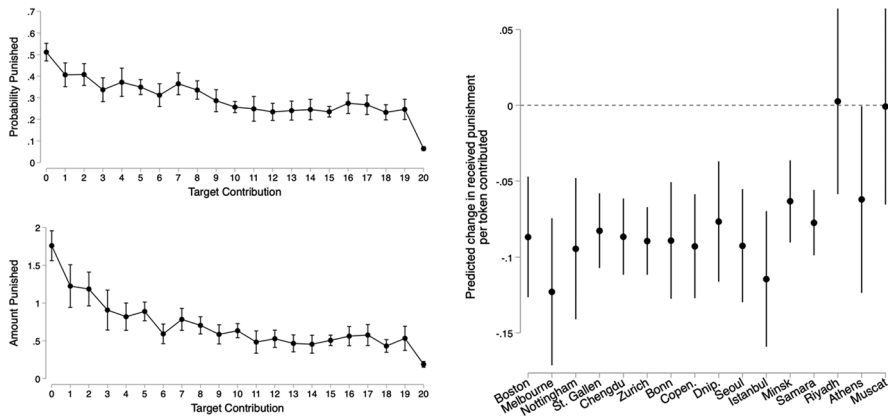 Probability Punished
.7
.6
.5
.4
.3
.2
.1
0
0 1 2 3 4 5 6 7 8 9 10 11 12 13 14 15 16 17 18 19 20
Target Contribution
Amount Punished
2
1.5
1
.5
0
0 1 2 3 4 5 6 7 8 9 10 11 12 13 14 15 16 17 18 19 20
Target Contribution
Predicted change in received punishment
per token contributed
.05
0
-.05
-.1
-.15
Boston
Melbourne
Nottingham
St. Gallen
Chengdu
Zurich
Bonn
Copen.
Dnip.
Seoul
Istanbul
Minsk
Samara
Riyadh
Athens
Muscat